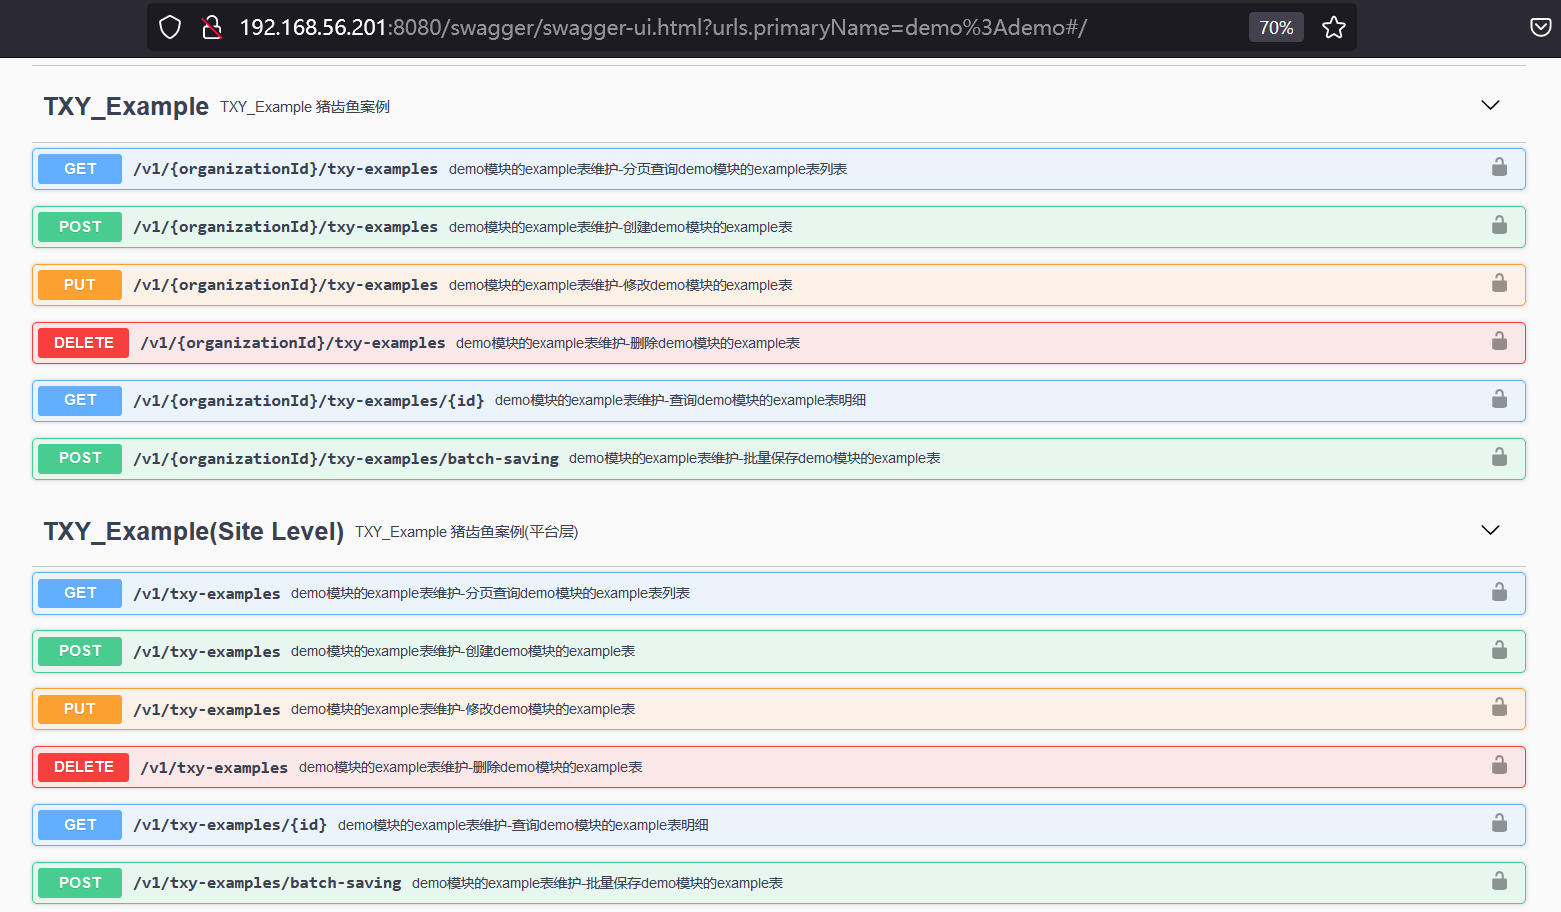 192.168.56.201:8080/swagger/swagger-ui.html?urls.primaryName=demo%3Ademo#/ 70%
TXY_Example TXY_Example 猪齿鱼案例
GET /v1/{organizationId}/txy-examples demo模块的example表维护-分页查询demo模块的example表列表
POST /v1/{organizationId}/txy-examples demo模块的example表维护-创建demo模块的example表
PUT /v1/{organizationId}/txy-examples demo模块的example表维护-修改demo模块的example表
DELETE /v1/{organizationId}/txy-examples demo模块的example表维护-删除demo模块的example表
GET /v1/{organizationId}/txy-examples/{id} demo模块的example表维护-查询demo模块的example表明细
POST /v1/{organizationId}/txy-examples/batch-saving demo模块的example表维护-批量保存demo模块的example表
TXY_Example(Site Level) TXY_Example 猪齿鱼案例(平台层)
GET /v1/txy-examples demo模块的example表维护-分页查询demo模块的example表列表
POST /v1/txy-examples demo模块的example表维护-创建demo模块的example表
PUT /v1/txy-examples demo模块的example表维护-修改demo模块的example表
DELETE /v1/txy-examples demo模块的example表维护-删除demo模块的example表
GET /v1/txy-examples/{id} demo模块的example表维护-查询demo模块的example表明细
POST /v1/txy-examples/batch-saving demo模块的example表维护-批量保存demo模块的example表